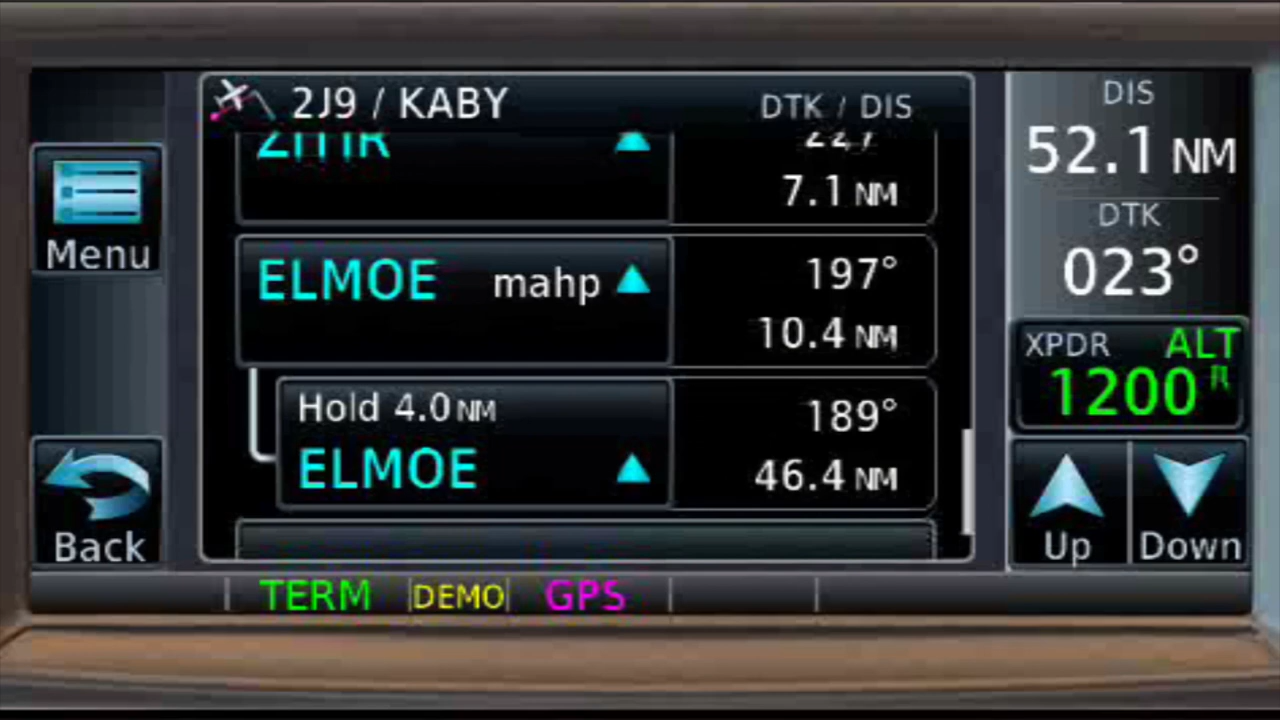 2J9 / KABY
DTK / DIS
7.1 NM
ELMOE mahp
197°
10.4 NM
Hold 4.0 NM
189°
ELMOE
46.4 NM
Menu
Back
DIS
52.1 NM
DTK
023°
XPDR ALT
1200 R
Up
Down
TERM DEMO GPS